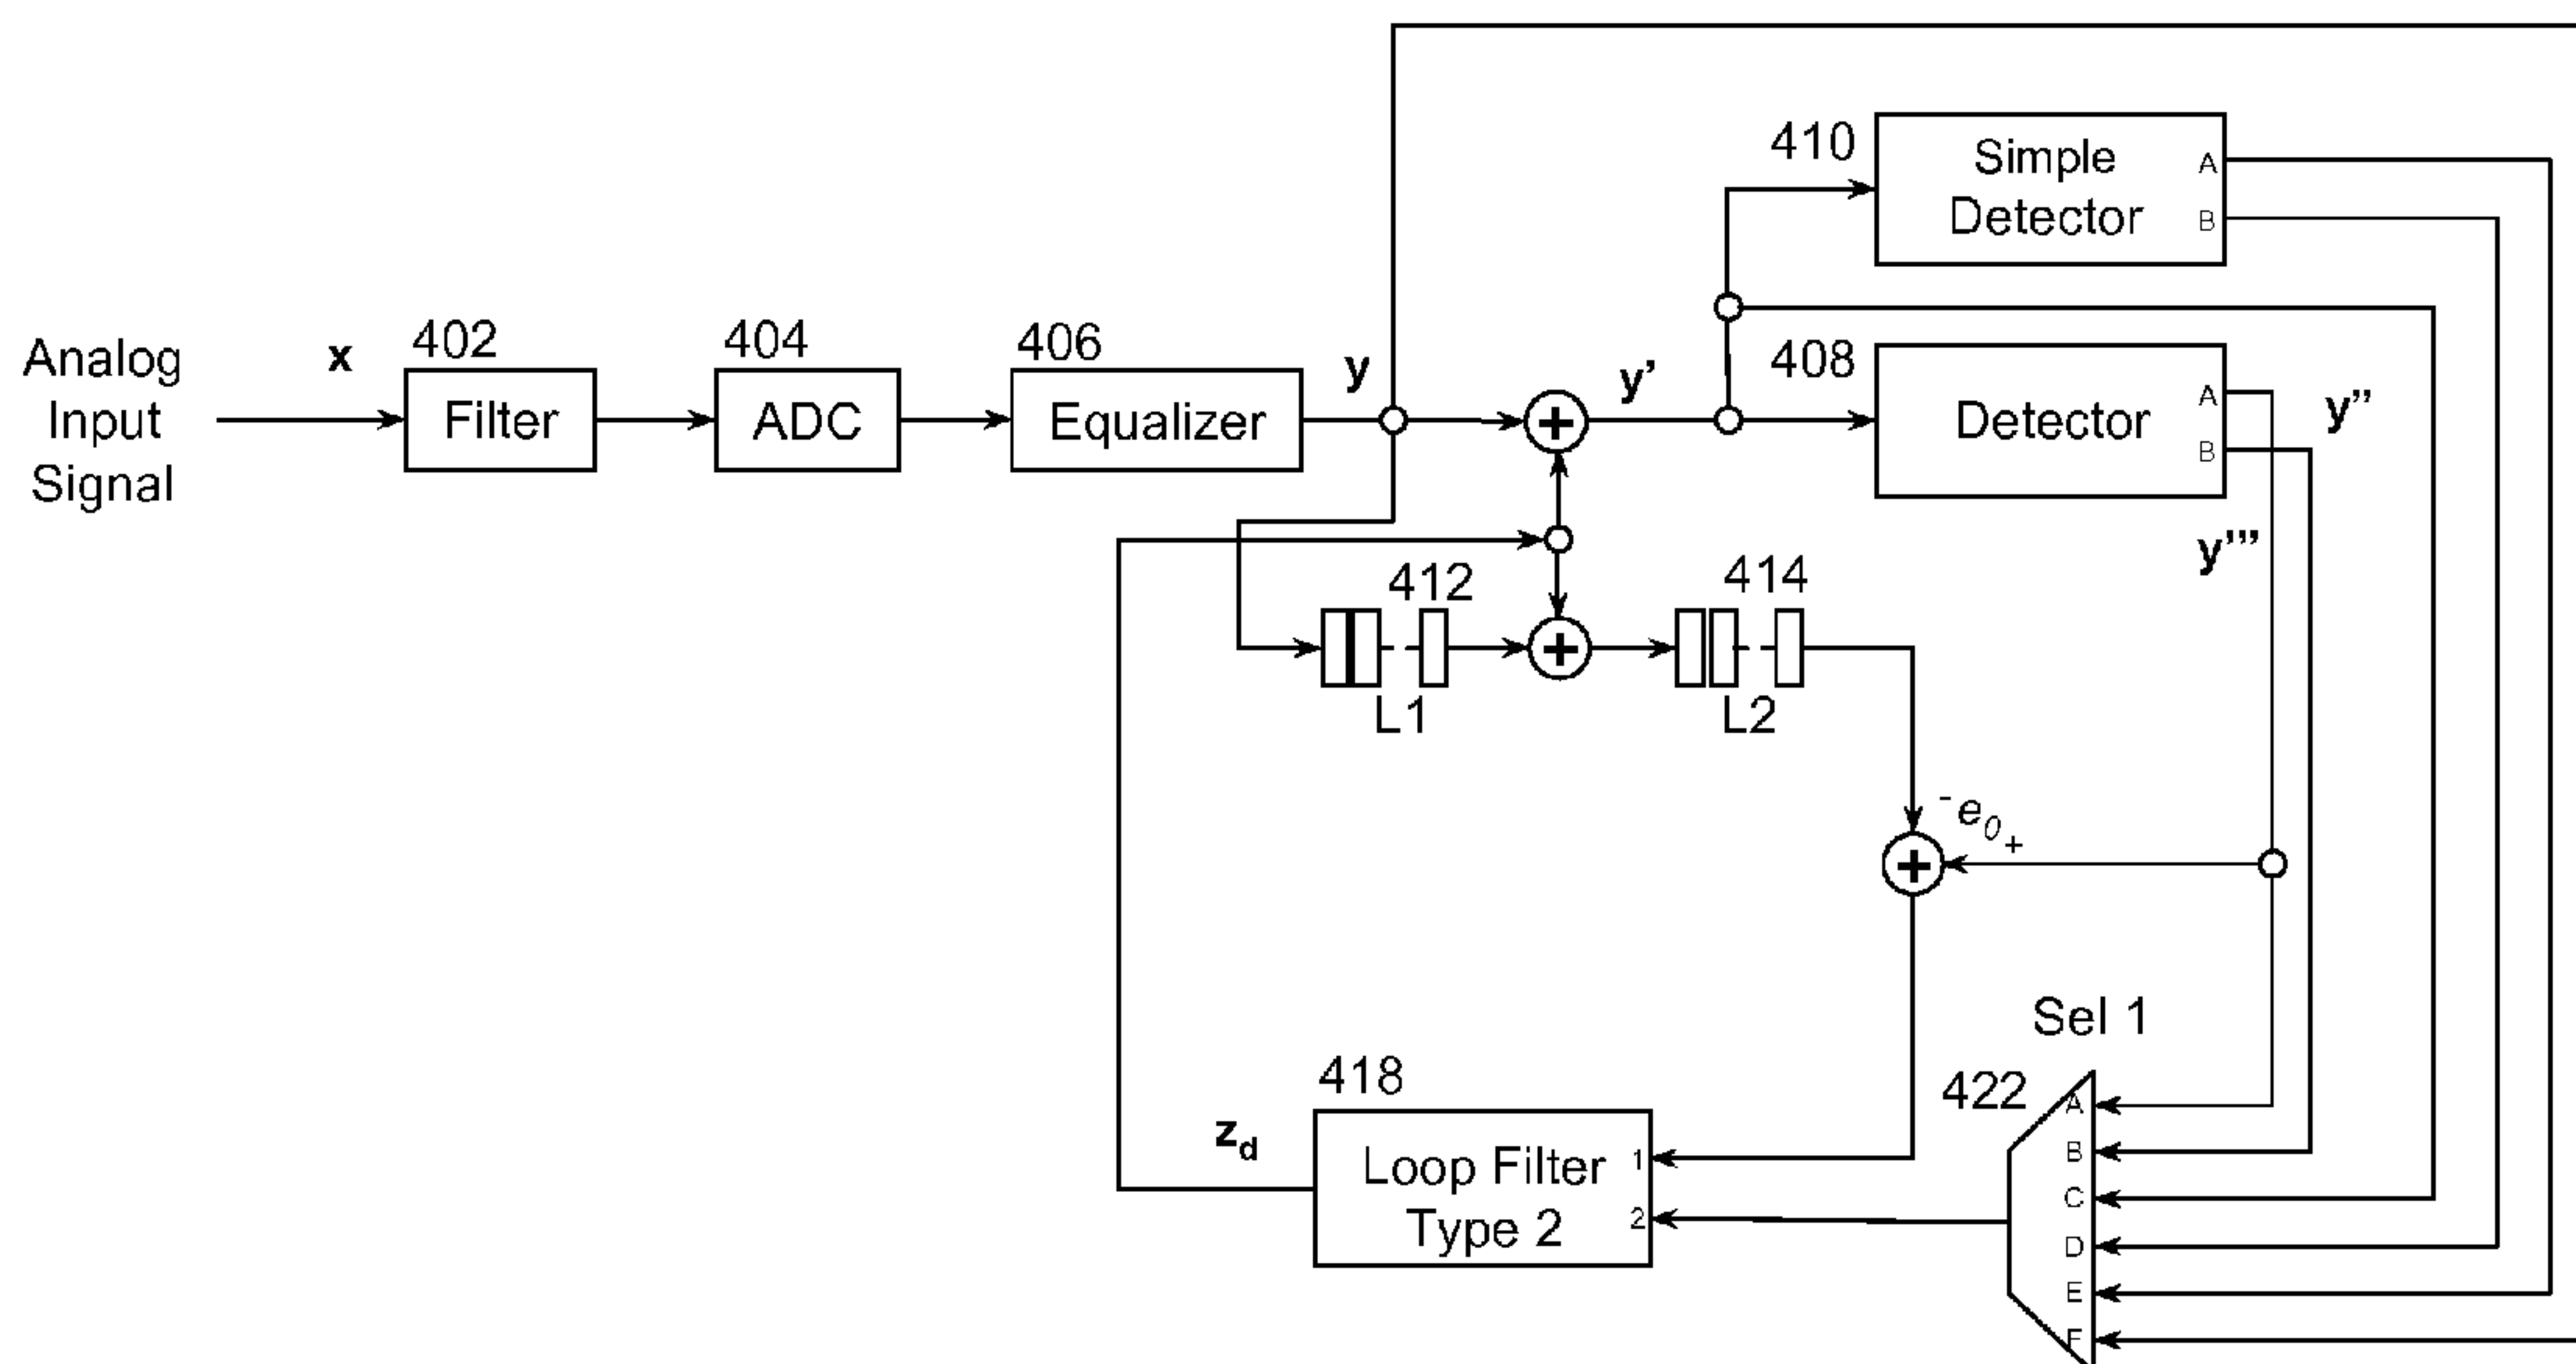 410
Simple
Detector
A
B
Analog
Input
Signal
x
402
Filter
404
ADC
406
Equalizer
y
+
y'
408
Detector
A
B
y''
y'''
412
L1
+
414
L2
- e0 +
+
Sel 1
422
A
B
C
D
E
F
418
Loop Filter
Type 2
1
2
zd